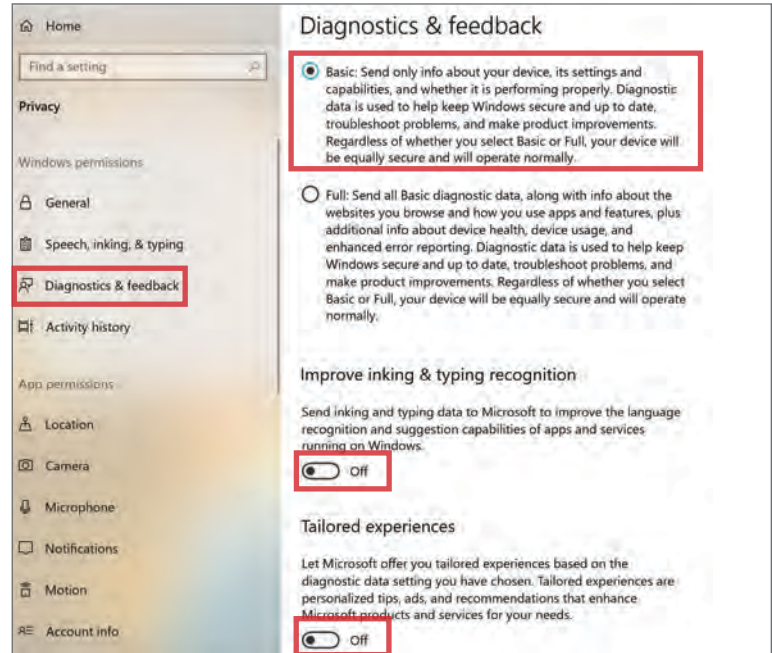 Home
Find a setting
Privacy
Windows permissions
General
Speech, inking, & typing
Diagnostics & feedback
Activity history
App permissions
Location
Camera
Microphone
Notifications
Motion
Account info
Diagnostics & feedback
Basic: Send only info about your device, its settings and
capabilities, and whether it is performing properly. Diagnostic
data is used to help keep Windows secure and up to date,
troubleshoot problems, and make product improvements.
Regardless of whether you select Basic or Full, your device will
be equally secure and will operate normally.
Full: Send all Basic diagnostic data, along with info about the
websites you browse and how you use apps and features, plus
additional info about device health, device usage, and
enhanced error reporting. Diagnostic data is used to help keep
Windows secure and up to date, troubleshoot problems, and
make product improvements. Regardless of whether you select
Basic or Full, your device will be equally secure and will operate
normally.
Improve inking & typing recognition
Send inking and typing data to Microsoft to improve the language
recognition and suggestion capabilities of apps and services
running on Windows.
Off
Tailored experiences
Let Microsoft offer you tailored experiences based on the
diagnostic data setting you have chosen. Tailored experiences are
personalized tips, ads, and recommendations that enhance
Microsoft products and services for your needs.
Off